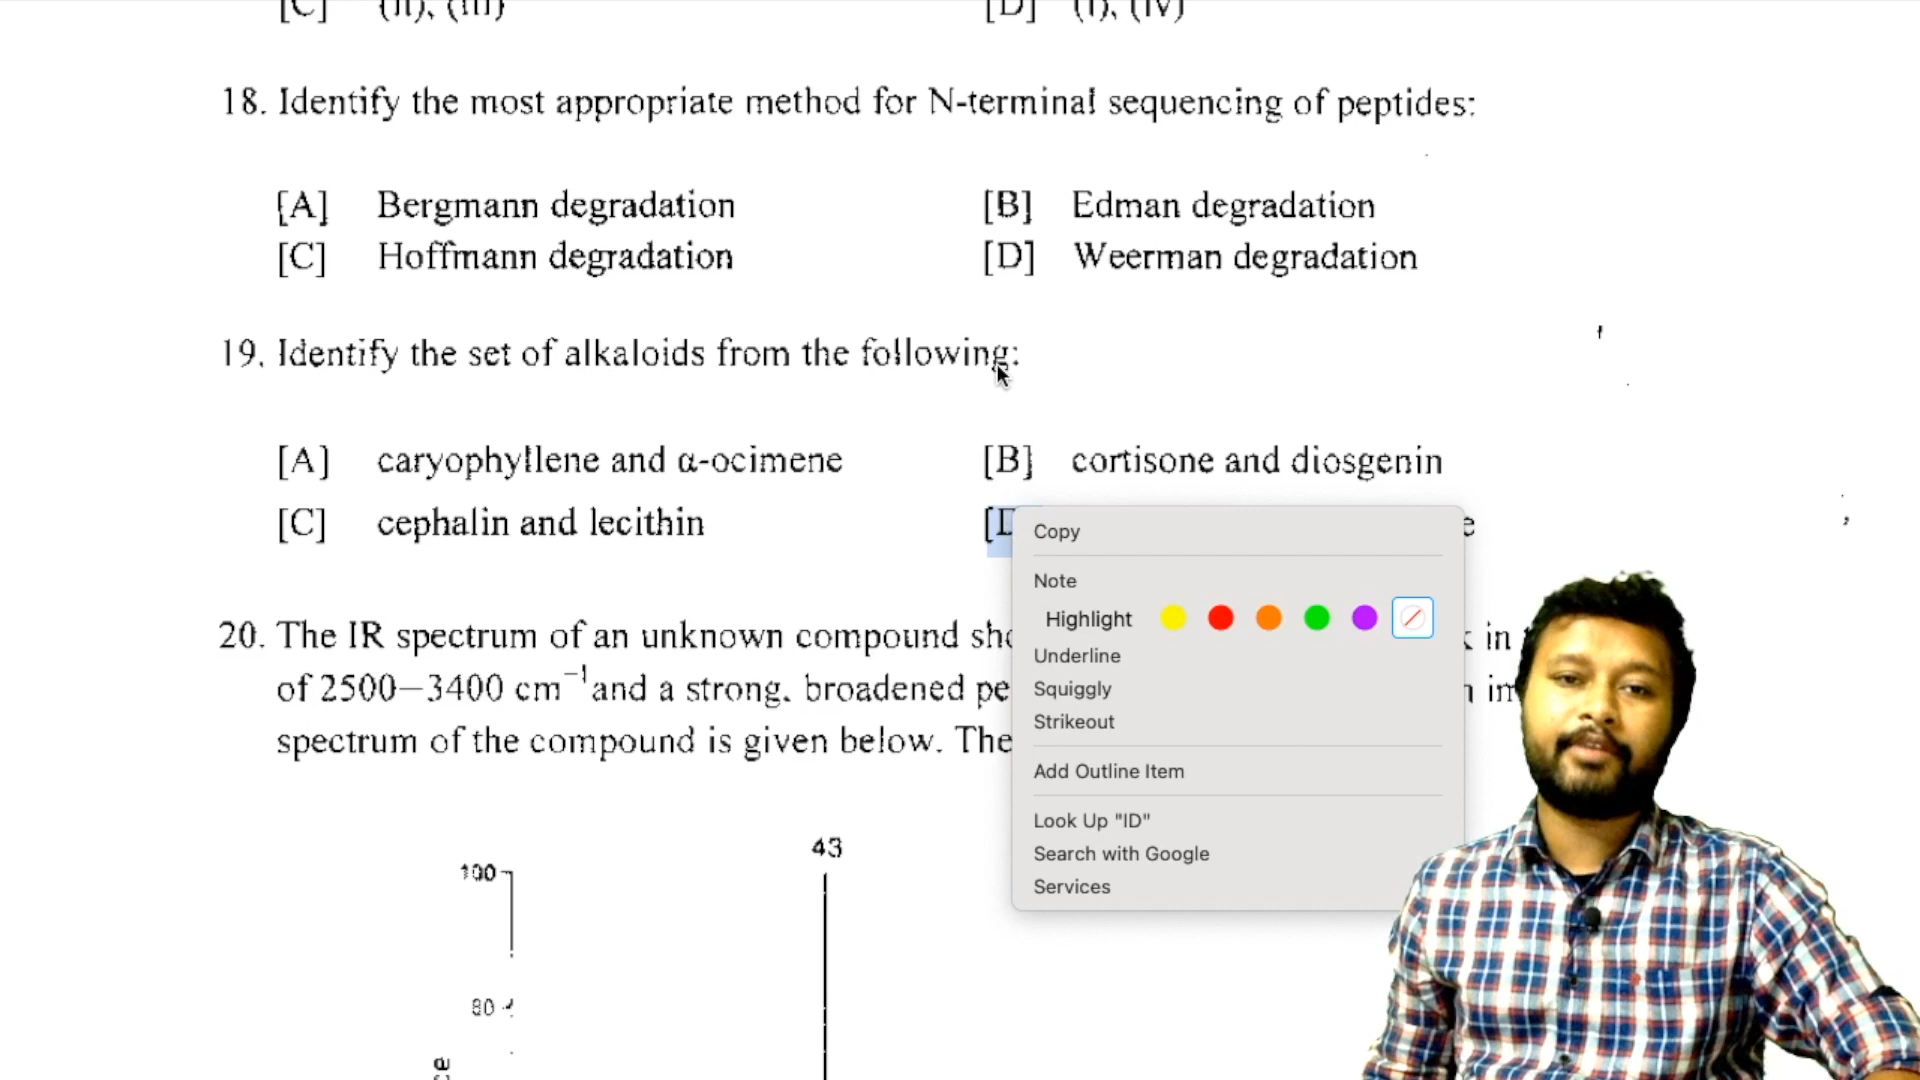 [C] (ii), (iii) [D] (i), (iv)
18. Identify the most appropriate method for N-terminal sequencing of peptides:
[A] Bergmann degradation [B] Edman degradation
[C] Hoffmann degradation [D] Weerman degradation
19. Identify the set of alkaloids from the following:
[A] caryophyllene and α-ocimene [B] cortisone and diosgenin
[C] cephalin and lecithin
20. The IR spectrum of an unknown compound in
of 2500–3400 cm⁻¹ and a strong, broadened
spectrum of the compound is given below. The
Copy
Note
Highlight
Underline
Squiggly
Strikeout
Add Outline Item
Look Up "ID"
Search with Google
Services
43
100
80